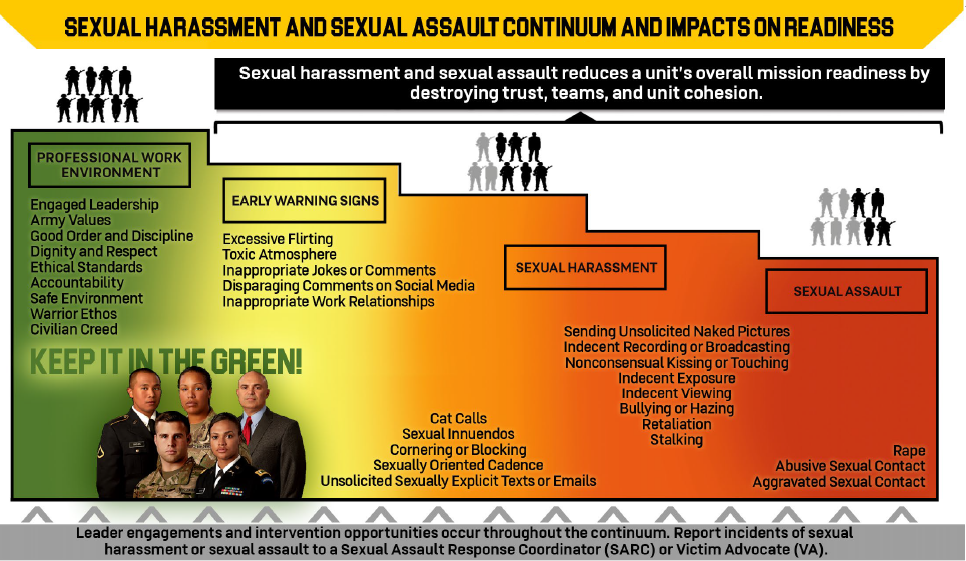 SEXUAL HARASSMENT AND SEXUAL ASSAULT CONTINUUM AND IMPACTS ON READINESS
Sexual harassment and sexual assault reduces a unit's overall mission readiness by
destroying trust, teams, and unit cohesion.
PROFESSIONAL WORK
ENVIRONMENT
Engaged Leadership
Army Values
Good Order and Discipline
Dignity and Respect
Ethical Standards
Accountability
Safe Environment
Warrior Ethos
Civilian Creed
KEEP IT IN THE GREEN!
EARLY WARNING SIGNS
Excessive Flirting
Toxic Atmosphere
Inappropriate Jokes or Comments
Disparaging Comments on Social Media
Inappropriate Work Relationships
Cat Calls
Sexual Innuendos
Cornering or Blocking
Sexually Oriented Cadence
Unsolicited Sexually Explicit Texts or Emails
SEXUAL HARASSMENT
Sending Unsolicited Naked Pictures
Indecent Recording or Broadcasting
Nonconsensual Kissing or Touching
Indecent Exposure
Indecent Viewing
Bullying or Hazing
Retaliation
Stalking
SEXUAL ASSAULT
Rape
Abusive Sexual Contact
Aggravated Sexual Contact
Leader engagements and intervention opportunities occur throughout the continuum. Report incidents of sexual
harassment or sexual assault to a Sexual Assault Response Coordinator (SARC) or Victim Advocate (VA).